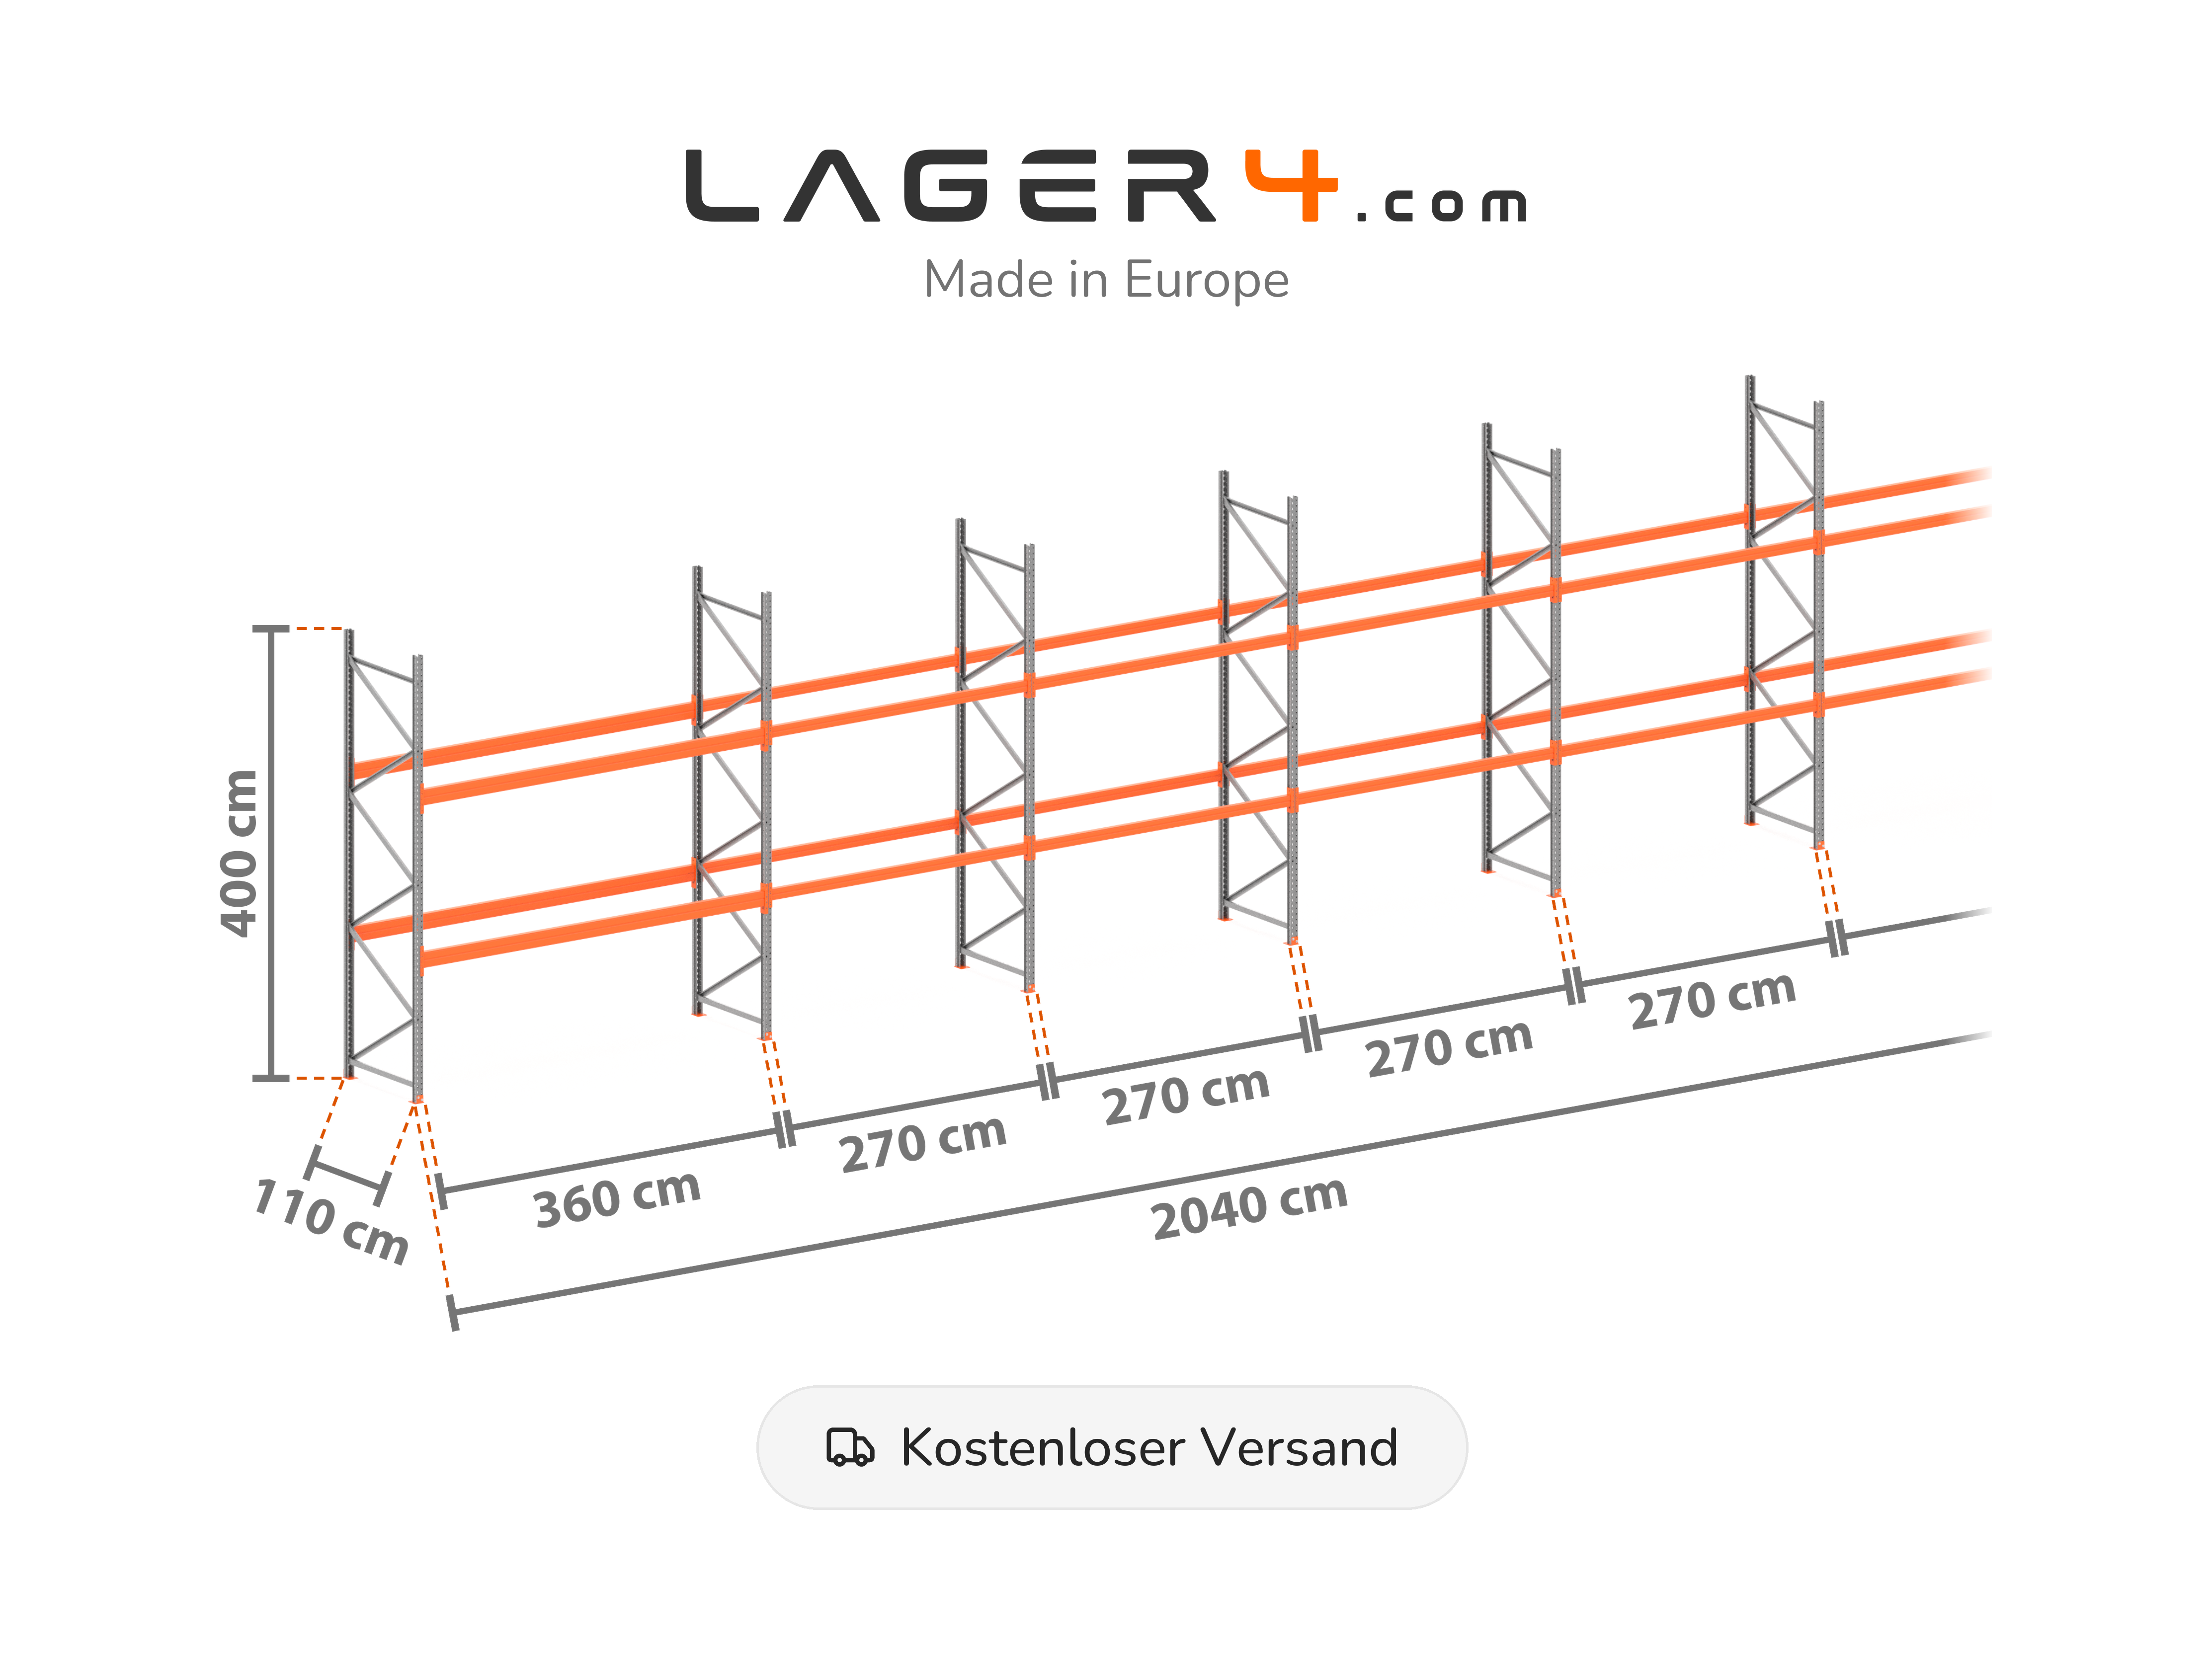 LAGER4.com
Made in Europe
400 cm
110 cm
360 cm
270 cm
270 cm
270 cm
270 cm
2040 cm
Kostenloser Versand